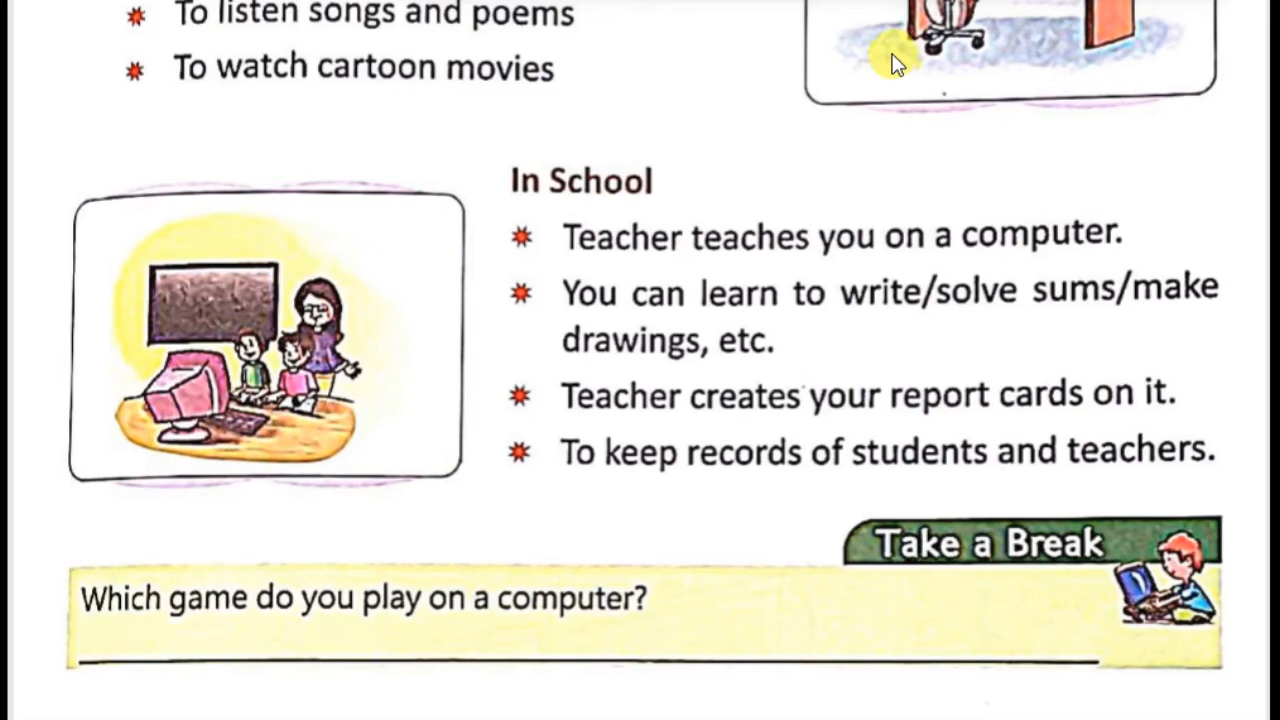 To listen songs and poems
To watch cartoon movies
In School
Teacher teaches you on a computer.
You can learn to write/solve sums/make
drawings, etc.
Teacher creates your report cards on it.
To keep records of students and teachers.
Take a Break
Which game do you play on a computer?